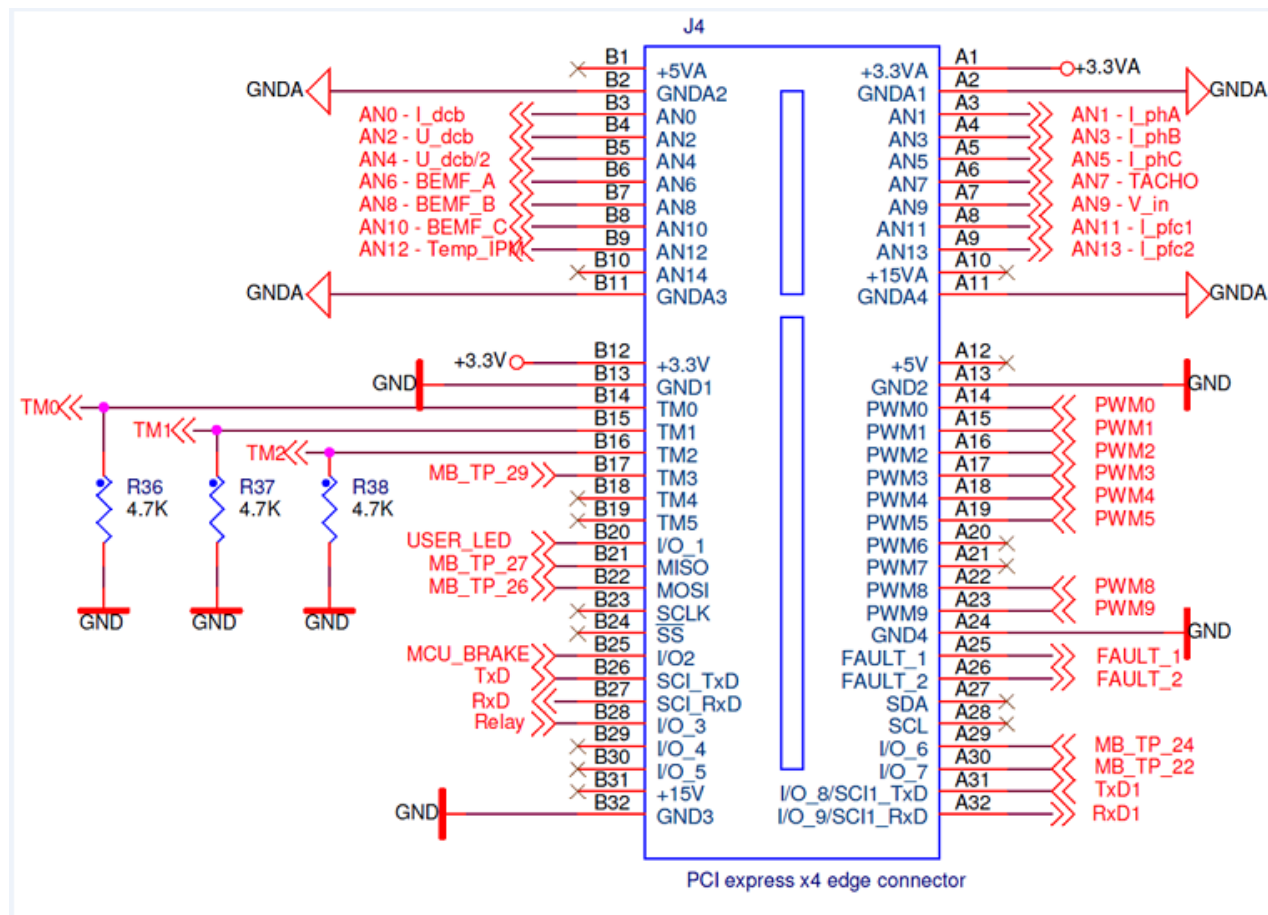 J4
B1 +5VA +3.3VA A1 +3.3VA
GNDA B2 GNDA2 GNDA1 A2 GNDA
AN0 - I_dcb B3 AN0 AN1 A3 AN1 - I_phA
AN2 - U_dcb B4 AN2 AN3 A4 AN3 - I_phB
AN4 - U_dcb/2 B5 AN4 AN5 A5 AN5 - I_phC
AN6 - BEMF_A B6 AN6 AN7 A6 AN7 - TACHO
AN8 - BEMF_B B7 AN8 AN9 A7 AN9 - V_in
AN10 - BEMF_C B8 AN10 AN11 A8 AN11 - I_pfc1
AN12 - Temp_IPM B9 AN12 AN13 A9 AN13 - I_pfc2
B10 AN14 +15VA A10
GNDA B11 GNDA3 GNDA4 A11 GNDA
+3.3V B12 +3.3V +5V A12
GND B13 GND1 GND2 A13 GND
TM0 B14 TM0 PWM0 A14 PWM0
TM1 B15 TM1 PWM1 A15 PWM1
TM2 B16 TM2 PWM2 A16 PWM2
MB_TP_29 B17 TM3 PWM3 A17 PWM3
R36 R37 R38 B18 TM4 PWM4 A18 PWM4
4.7K 4.7K 4.7K B19 TM5 PWM5 A19 PWM5
USER_LED B20 I/O_1 PWM6 A20
MB_TP_27 B21 MISO PWM7 A21
MB_TP_26 B22 MOSI PWM8 A22 PWM8
B23 SCLK PWM9 A23 PWM9
GND GND GND B24 SS GND4 A24 GND
MCU_BRAKE B25 I/O2 FAULT_1 A25 FAULT_1
TxD B26 SCI_TxD FAULT_2 A26 FAULT_2
RxD B27 SCI_RxD SDA A27
Relay B28 I/O_3 SCL A28
B29 I/O_4 I/O_6 A29 MB_TP_24
B30 I/O_5 I/O_7 A30 MB_TP_22
B31 +15V I/O_8/SCI1_TxD A31 TxD1
GND B32 GND3 I/O_9/SCI1_RxD A32 RxD1
PCI express x4 edge connector